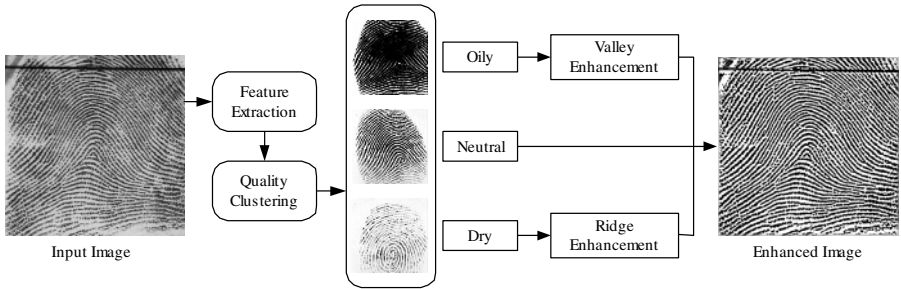 Input Image
Feature
Extraction
Quality
Clustering
Oily
Neutral
Dry
Valley
Enhancement
Ridge
Enhancement
Enhanced Image